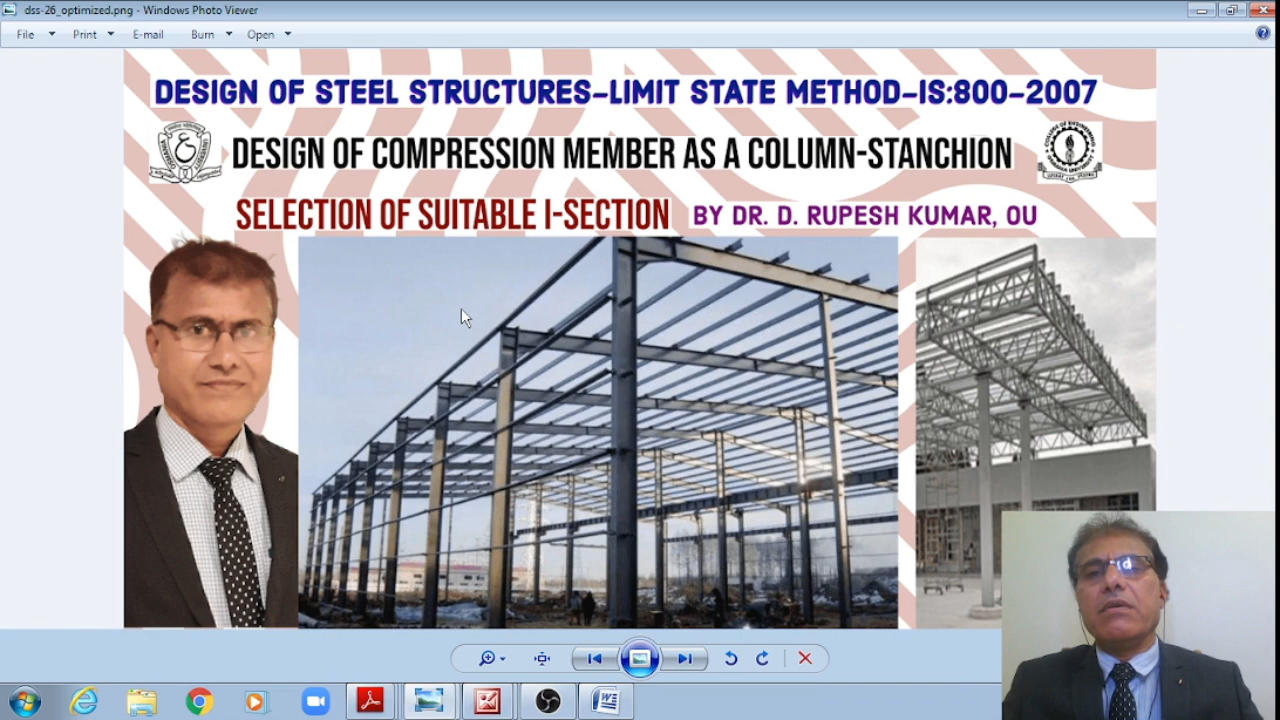 dss-26_optimized.png - Windows Photo Viewer
File Print E-mail Burn Open
DESIGN OF STEEL STRUCTURES-LIMIT STATE METHOD-IS:800-2007
DESIGN OF COMPRESSION MEMBER AS A COLUMN-STANCHION
SELECTION OF SUITABLE I-SECTION BY DR. D. RUPESH KUMAR, OU